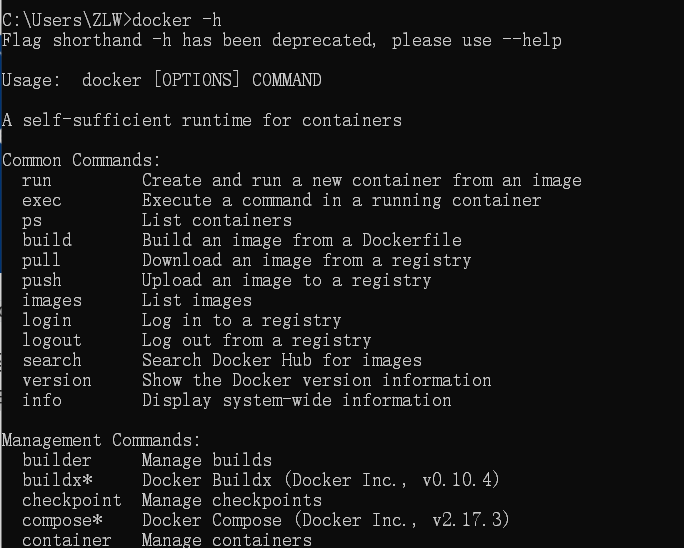 C:\Users\ZLW>docker -h
Flag shorthand -h has been deprecated, please use --help
Usage:  docker [OPTIONS] COMMAND
A self-sufficient runtime for containers
Common Commands:
  run         Create and run a new container from an image
  exec        Execute a command in a running container
  ps          List containers
  build       Build an image from a Dockerfile
  pull        Download an image from a registry
  push        Upload an image to a registry
  images      List images
  login       Log in to a registry
  logout      Log out from a registry
  search      Search Docker Hub for images
  version     Show the Docker version information
  info        Display system-wide information
Management Commands:
  builder     Manage builds
  buildx*     Docker Buildx (Docker Inc., v0.10.4)
  checkpoint  Manage checkpoints
  compose*    Docker Compose (Docker Inc., v2.17.3)
  container   Manage containers